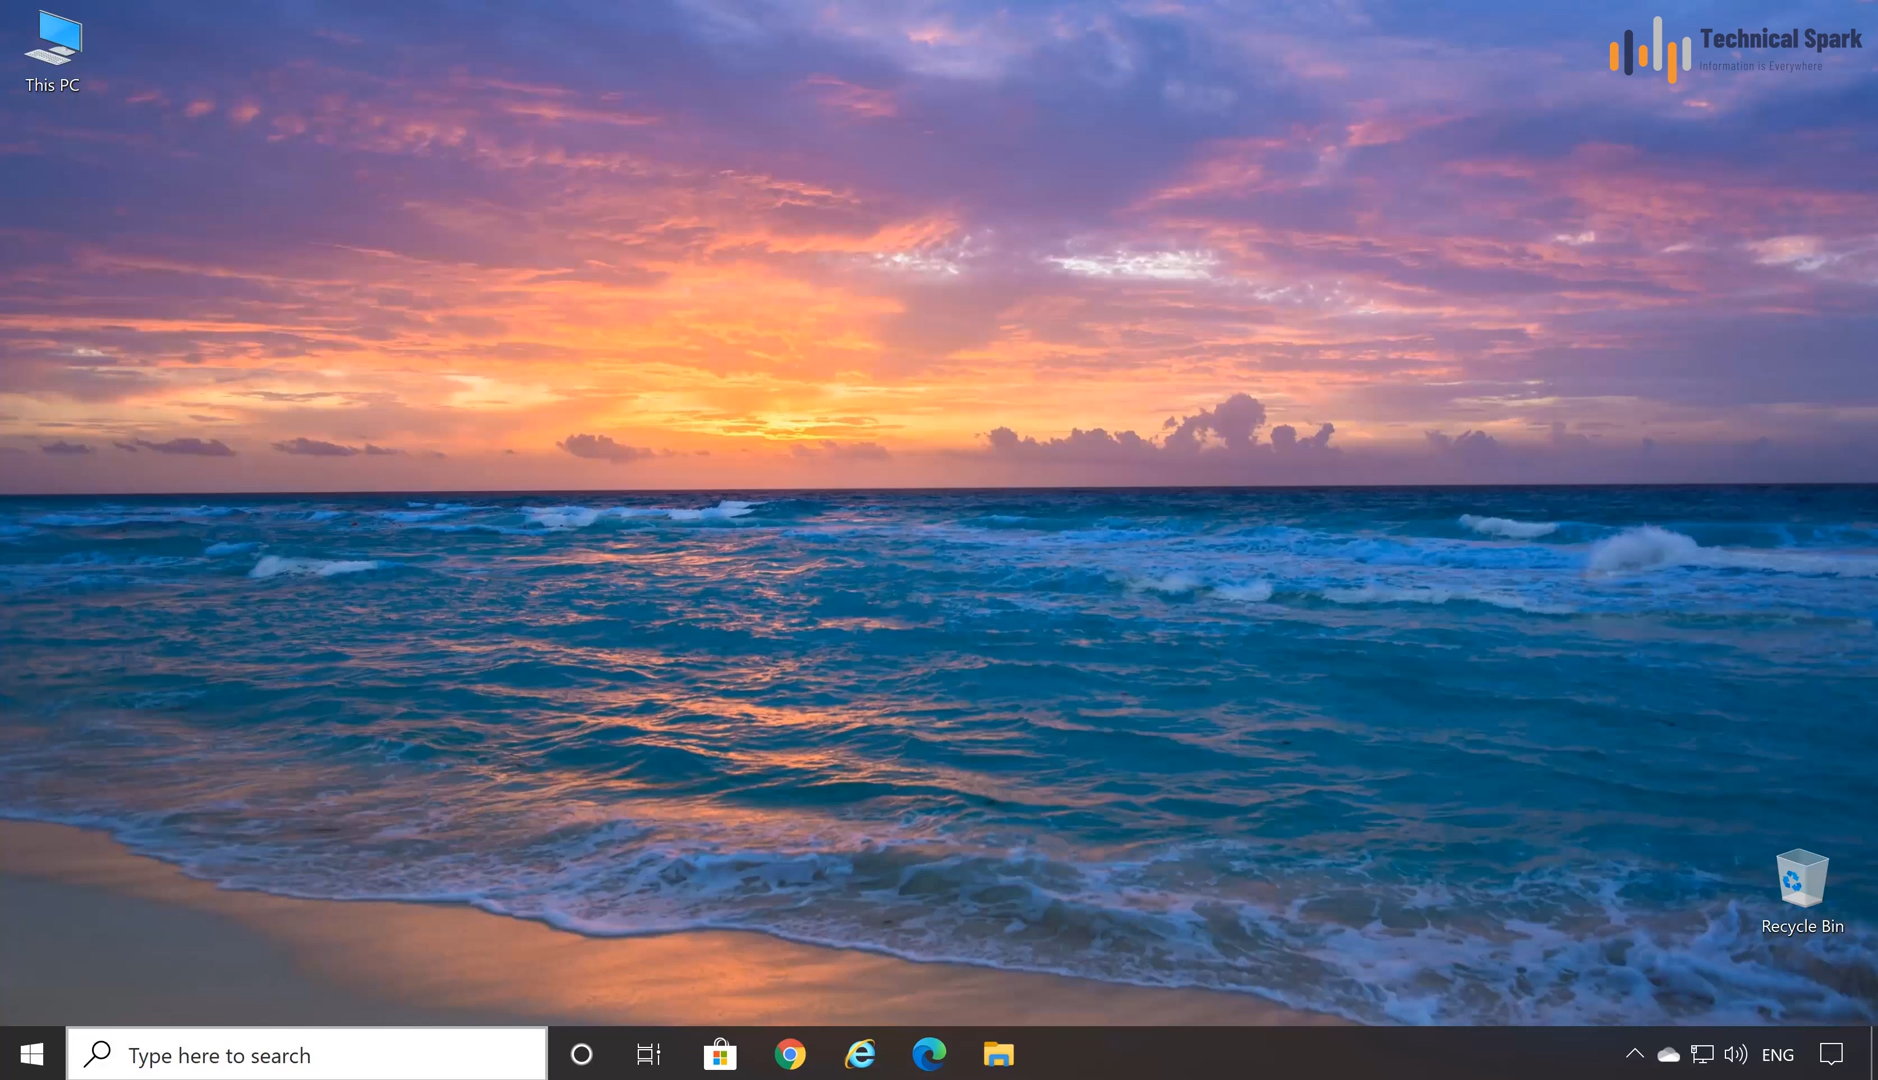 This PC
Technical Spark
Information is Everywhere
Recycle Bin
Type here to search
ENG